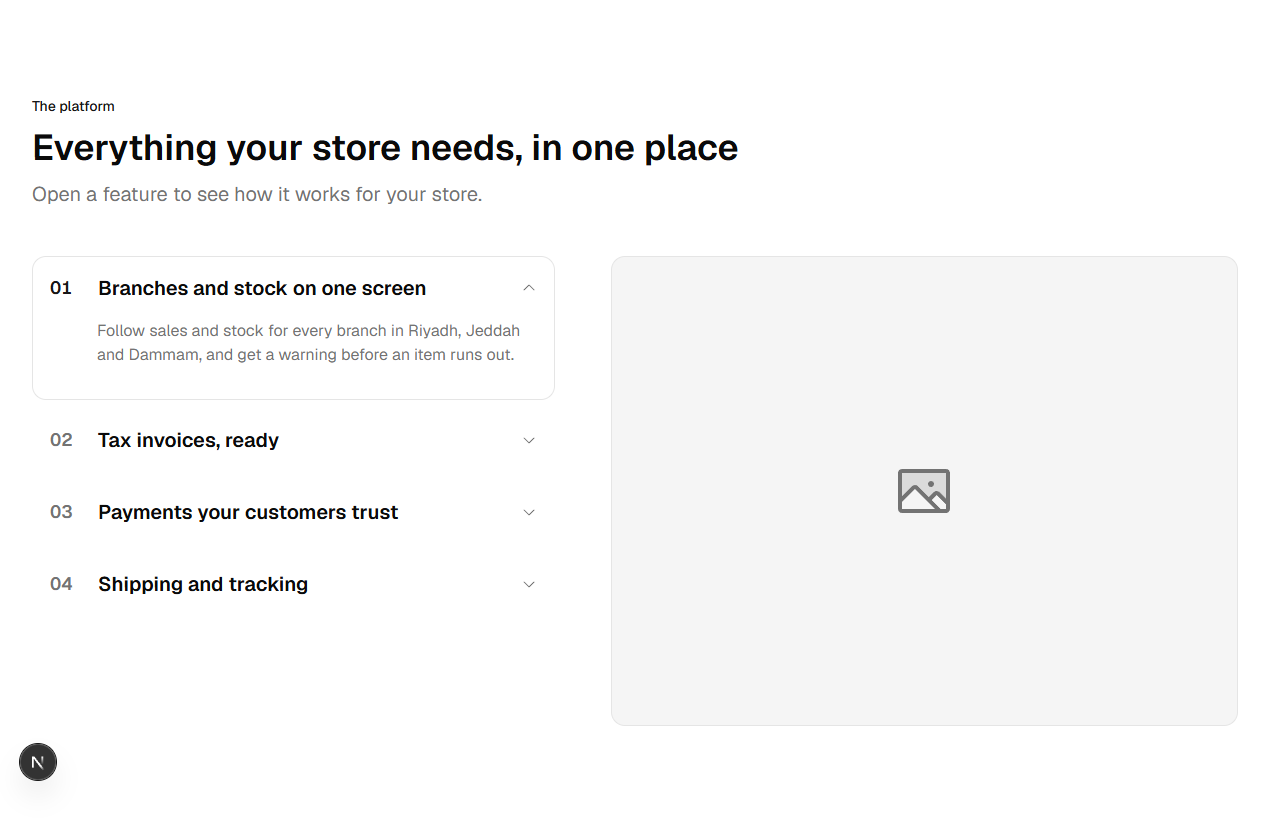 The platform
Everything your store needs, in one place
Open a feature to see how it works for your store.
01 Branches and stock on one screen
Follow sales and stock for every branch in Riyadh, Jeddah
and Dammam, and get a warning before an item runs out.
02 Tax invoices, ready
03 Payments your customers trust
04 Shipping and tracking
N